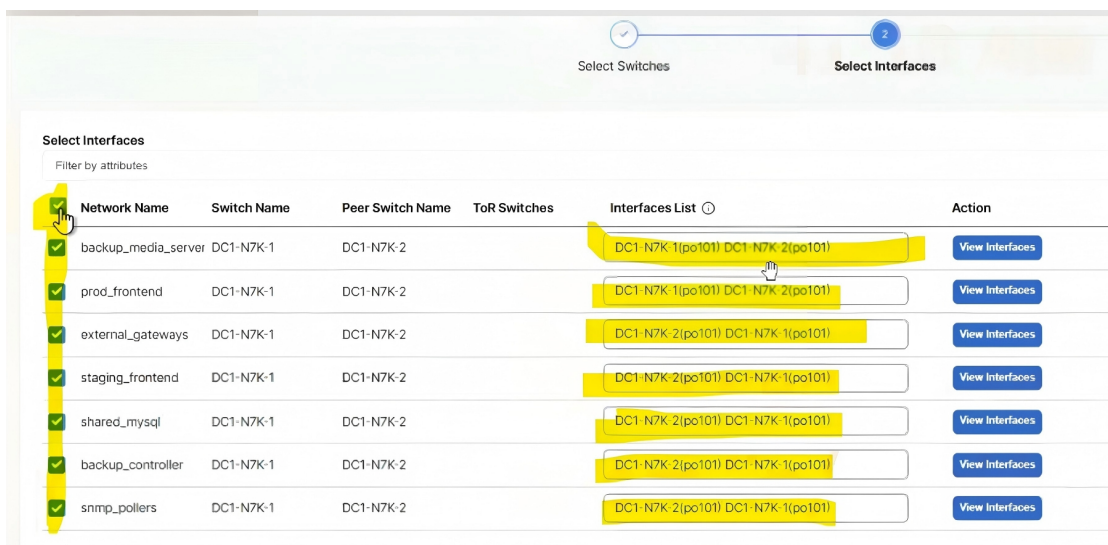 2
Select Switches Select Interfaces
Select Interfaces
Filter by attributes
Network Name Switch Name Peer Switch Name ToR Switches Interfaces List Action
backup_media_server DC1-N7K-1 DC1-N7K-2 DC1-N7K-1(po101) DC1-N7K-2(po101) View Interfaces
prod_frontend DC1-N7K-1 DC1-N7K-2 DC1-N7K-1(po101) DC1-N7K-2(po101) View Interfaces
external_gateways DC1-N7K-1 DC1-N7K-2 DC1-N7K-2(po101) DC1-N7K-1(po101) View Interfaces
staging_frontend DC1-N7K-1 DC1-N7K-2 DC1-N7K-2(po101) DC1-N7K-1(po101) View Interfaces
shared_mysql DC1-N7K-1 DC1-N7K-2 DC1-N7K-2(po101) DC1-N7K-1(po101) View Interfaces
backup_controller DC1-N7K-1 DC1-N7K-2 DC1-N7K-2(po101) DC1-N7K-1(po101) View Interfaces
snmp_pollers DC1-N7K-1 DC1-N7K-2 DC1-N7K-2(po101) DC1-N7K-1(po101) View Interfaces